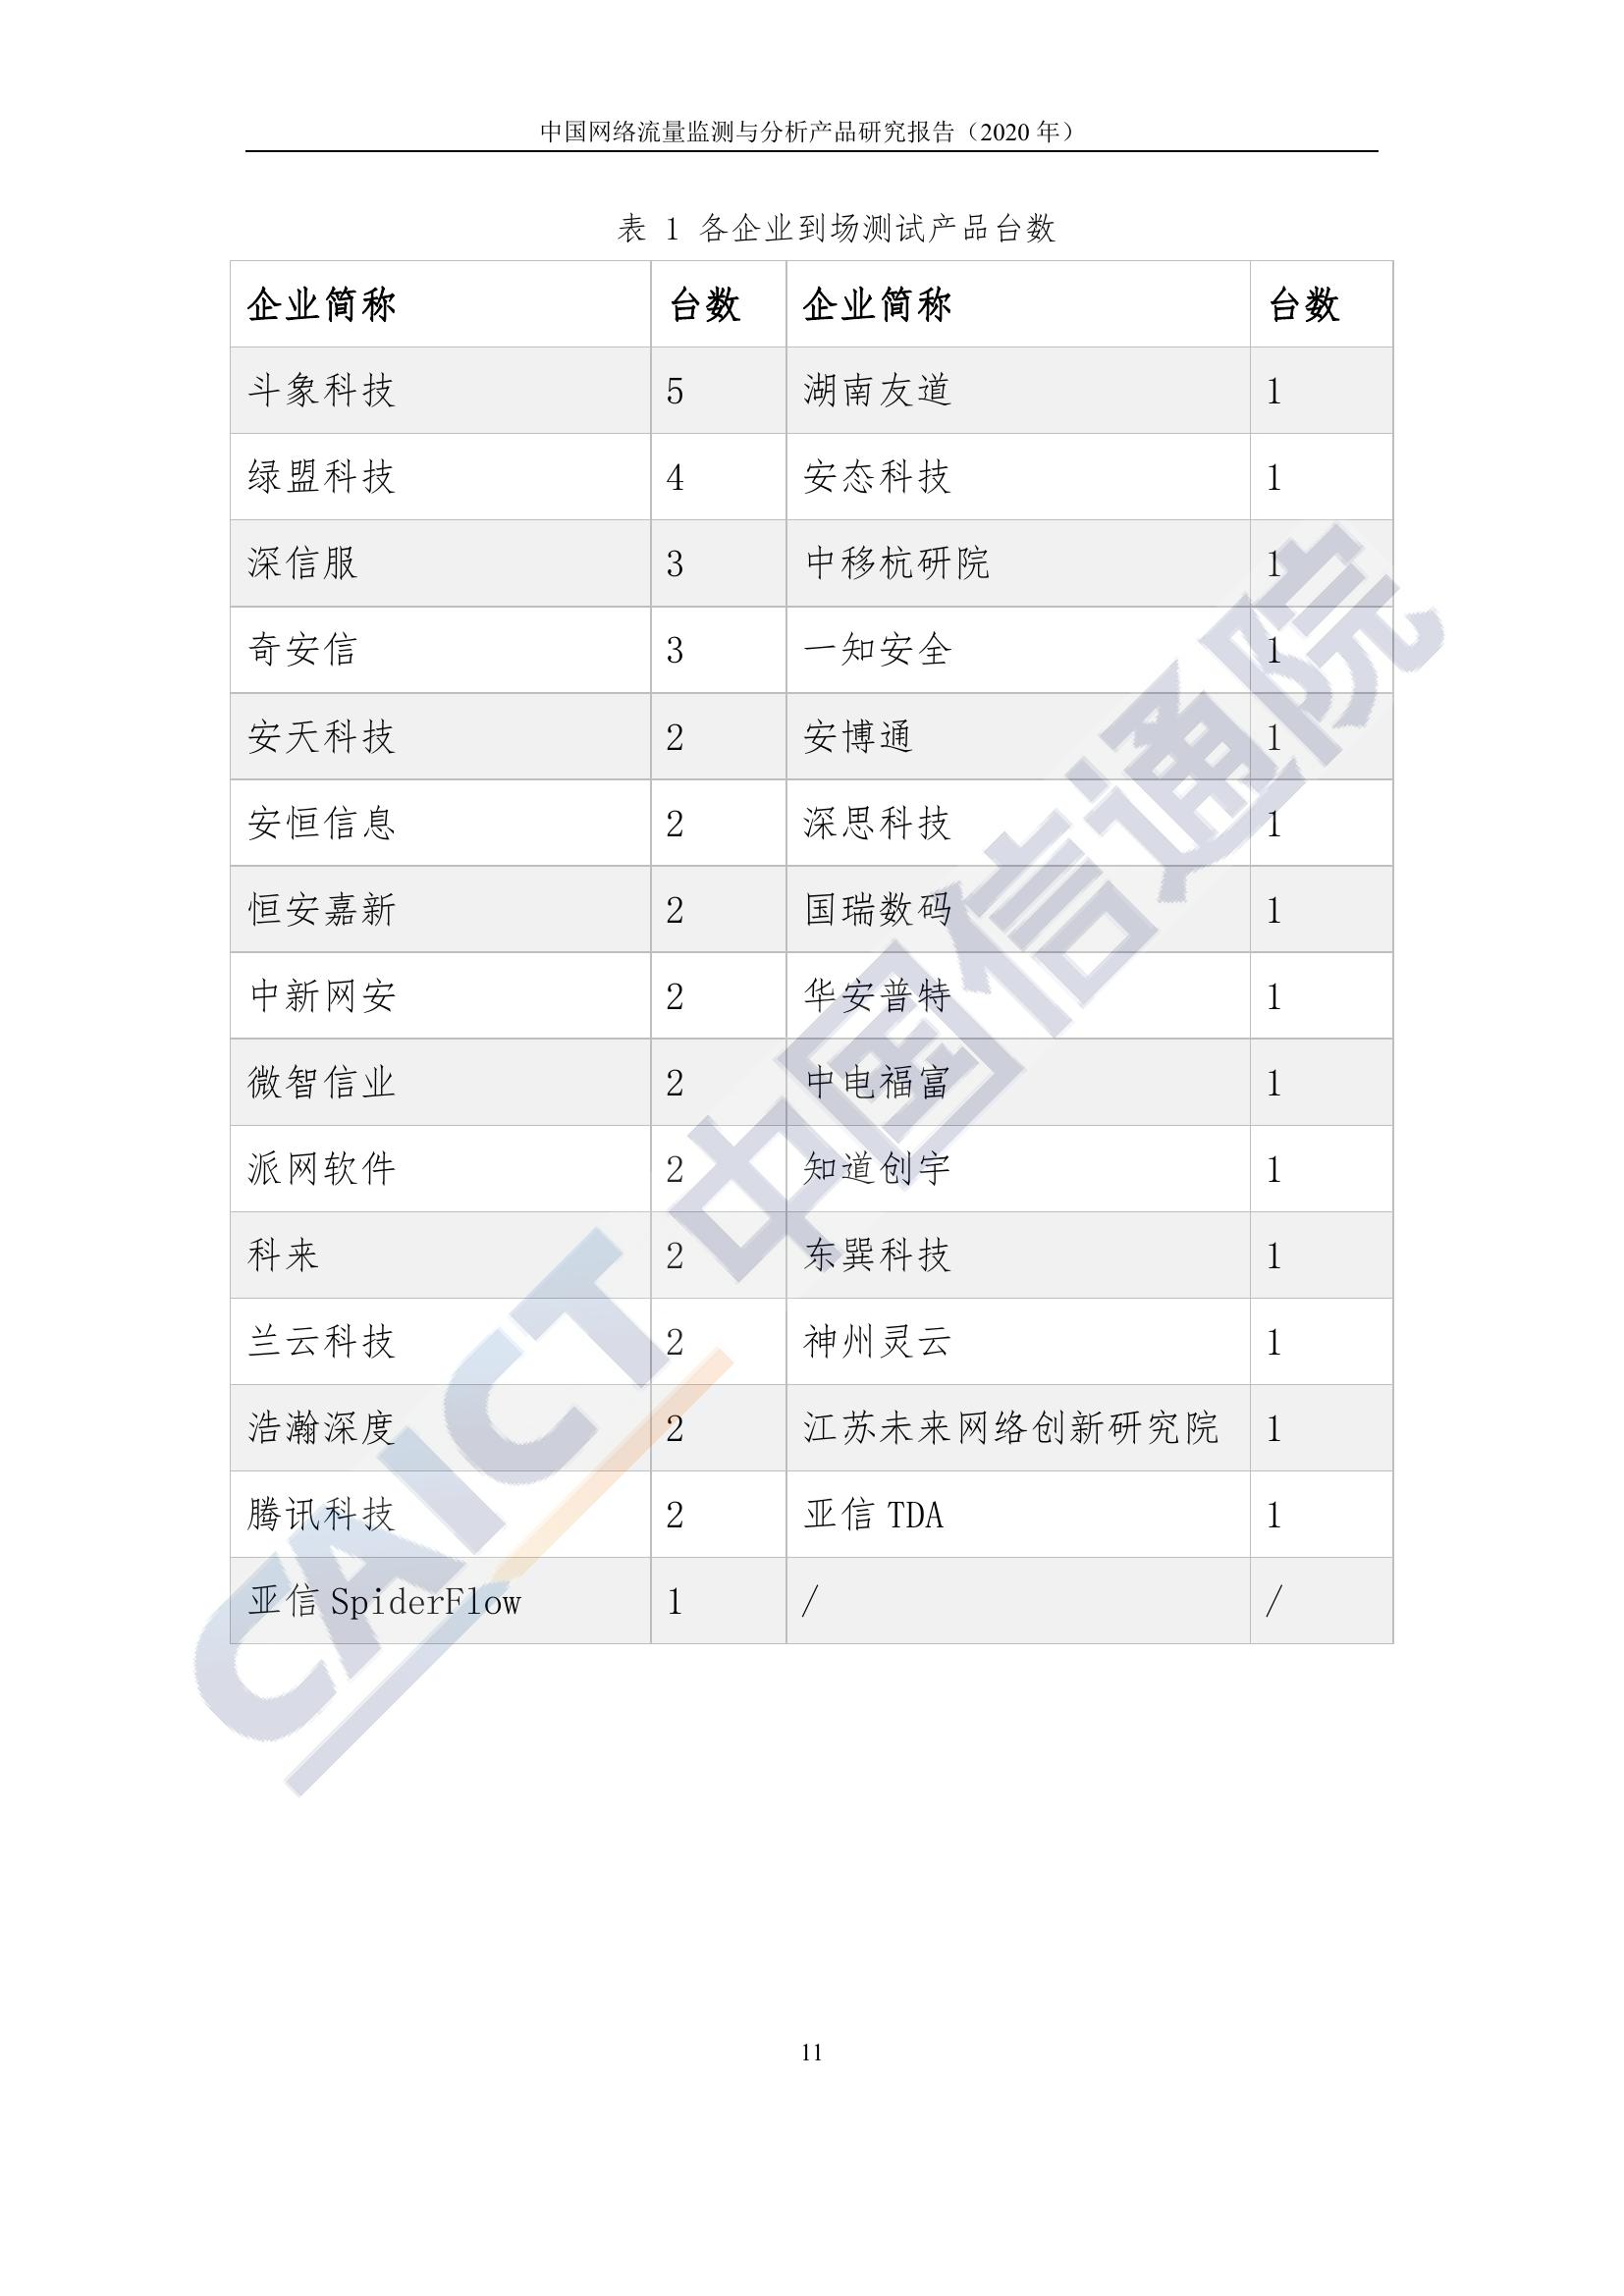 中国网络流量监测与分析产品研究报告（2020 年）
表 1 各企业到场测试产品台数
企业简称 台数 企业简称 台数
斗象科技 5 湖南友道 1
绿盟科技 4 安态科技 1
深信服 3 中移杭研院 1
奇安信 3 一知安全 1
安天科技 2 安博通 1
安恒信息 2 深思科技 1
恒安嘉新 2 国瑞数码 1
中新网安 2 华安普特 1
微智信业 2 中电福富 1
派网软件 2 知道创宇 1
科来 2 东巽科技 1
兰云科技 2 神州灵云 1
浩瀚深度 2 江苏未来网络创新研究院 1
腾讯科技 2 亚信 TDA 1
亚信 SpiderFlow 1 / /
CAICT 中国信通院
11